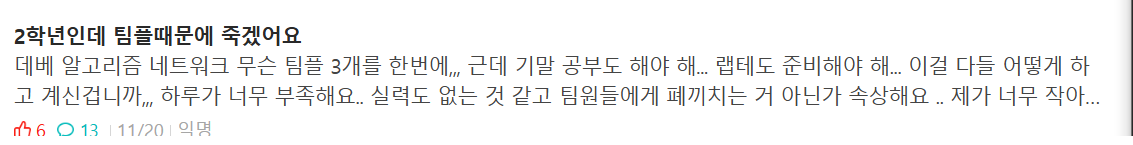 2학년인데 팀플때문에 죽겠어요
데베 알고리즘 네트워크 무슨 팀플 3개를 한번에,,, 근데 기말 공부도 해야 해... 랩테도 준비해야 해... 이걸 다들 어떻게 하
고 계신겁니까,,, 하루가 너무 부족해요.. 실력도 없는 것 같고 팀원들에게 폐끼치는 거 아닌가 속상해요 .. 제가 너무 작아...
6 13 | 11/20 | 익명